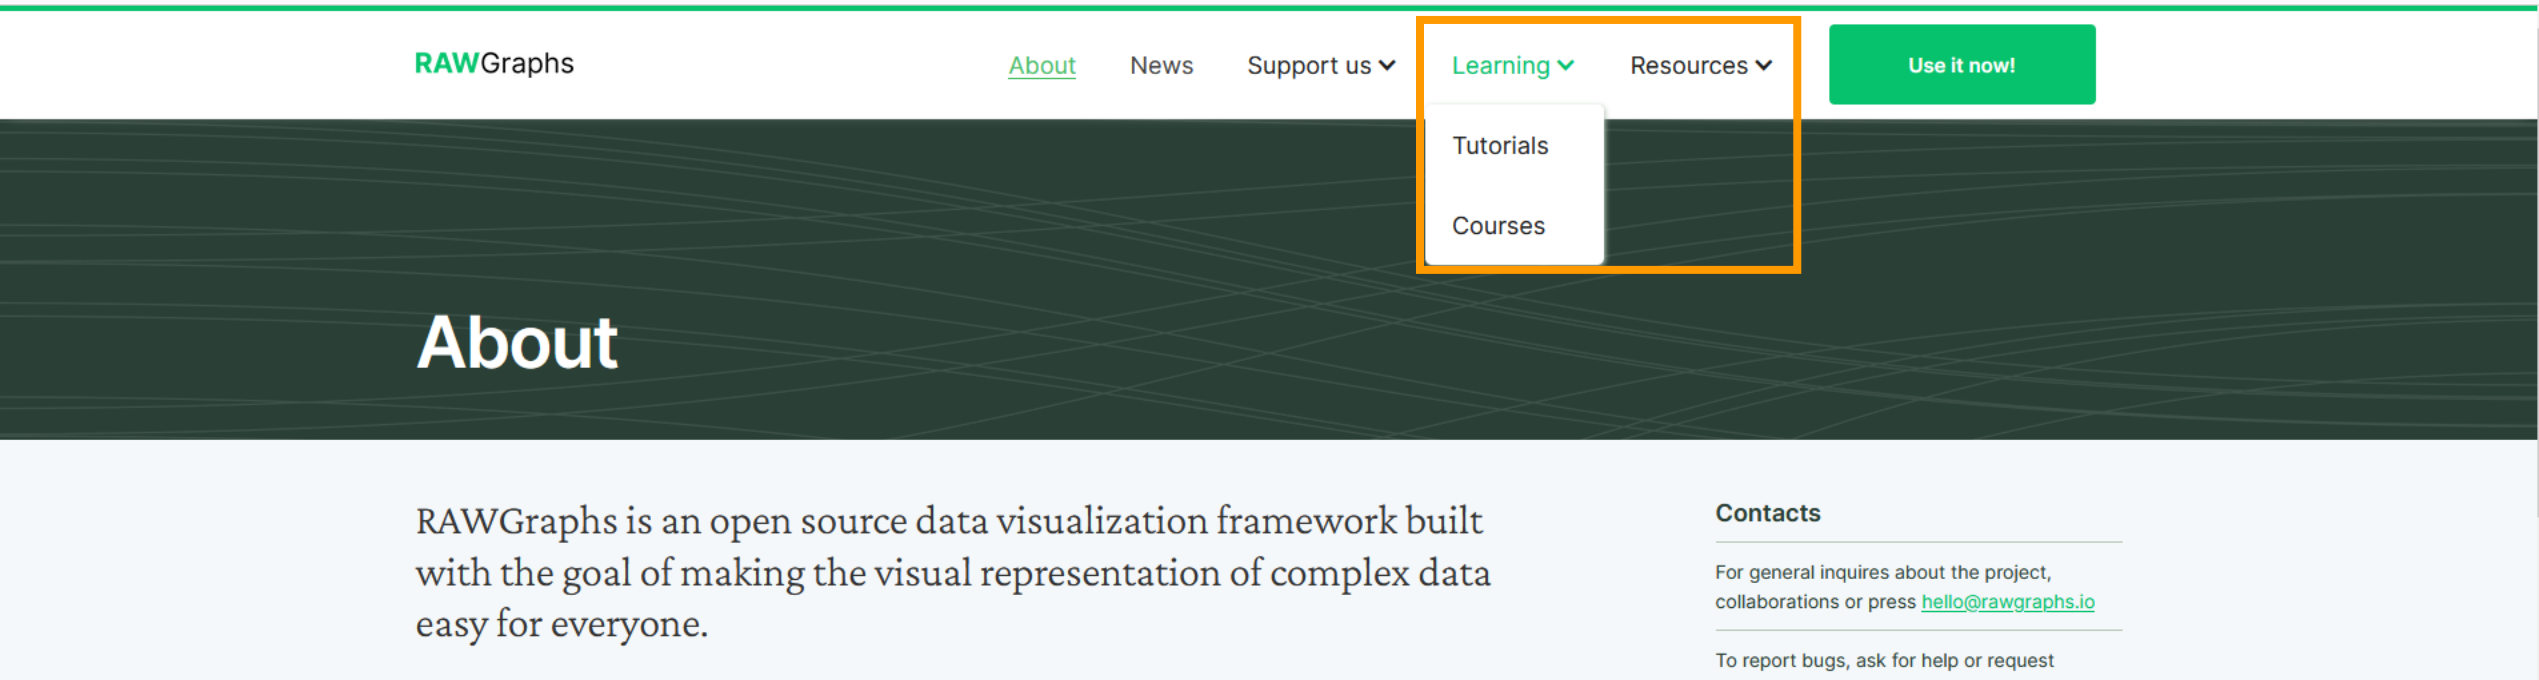 RAWGraphs
About
News
Support us
Learning
Resources
Use it now!
Tutorials
Courses
About
RAWGraphs is an open source data visualization framework built
with the goal of making the visual representation of complex data
easy for everyone.
Contacts
For general inquires about the project,
collaborations or press hello@rawgraphs.io
To report bugs, ask for help or request